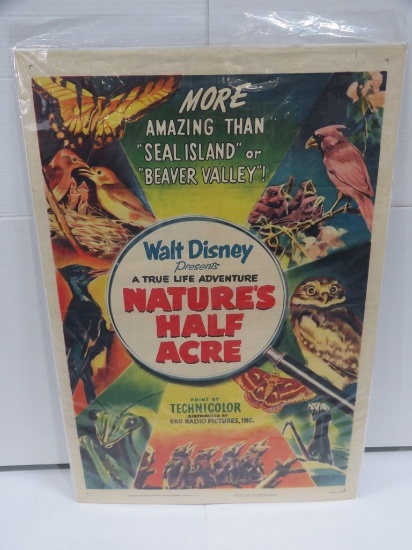 MORE
AMAZING THAN
"SEAL ISLAND" or
"BEAVER VALLEY"!
Walt Disney
Presents
A TRUE LIFE ADVENTURE
NATURE'S
HALF
ACRE
PRINT BY
TECHNICOLOR
DISTRIBUTED BY
RKO RADIO PICTURES, INC.